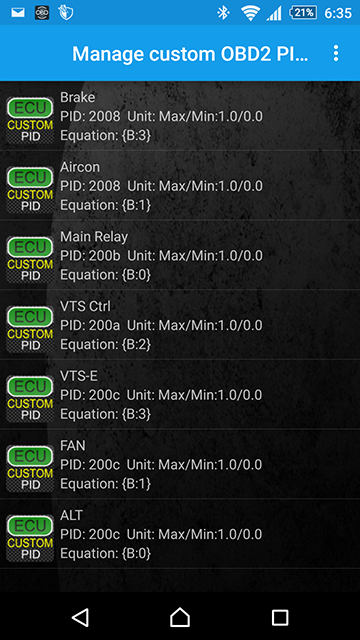 OBD
21% 6:35
Manage custom OBD2 PI...
ECU
CUSTOM
PID
Brake
PID: 2008 Unit: Max/Min:1.0/0.0
Equation: {B:3}
ECU
CUSTOM
PID
Aircon
PID: 2008 Unit: Max/Min:1.0/0.0
Equation: {B:1}
ECU
CUSTOM
PID
Main Relay
PID: 200b Unit: Max/Min:1.0/0.0
Equation: {B:0}
ECU
CUSTOM
PID
VTS Ctrl
PID: 200a Unit: Max/Min:1.0/0.0
Equation: {B:2}
ECU
CUSTOM
PID
VTS-E
PID: 200c Unit: Max/Min:1.0/0.0
Equation: {B:3}
ECU
CUSTOM
PID
FAN
PID: 200c Unit: Max/Min:1.0/0.0
Equation: {B:1}
ECU
CUSTOM
PID
ALT
PID: 200c Unit: Max/Min:1.0/0.0
Equation: {B:0}